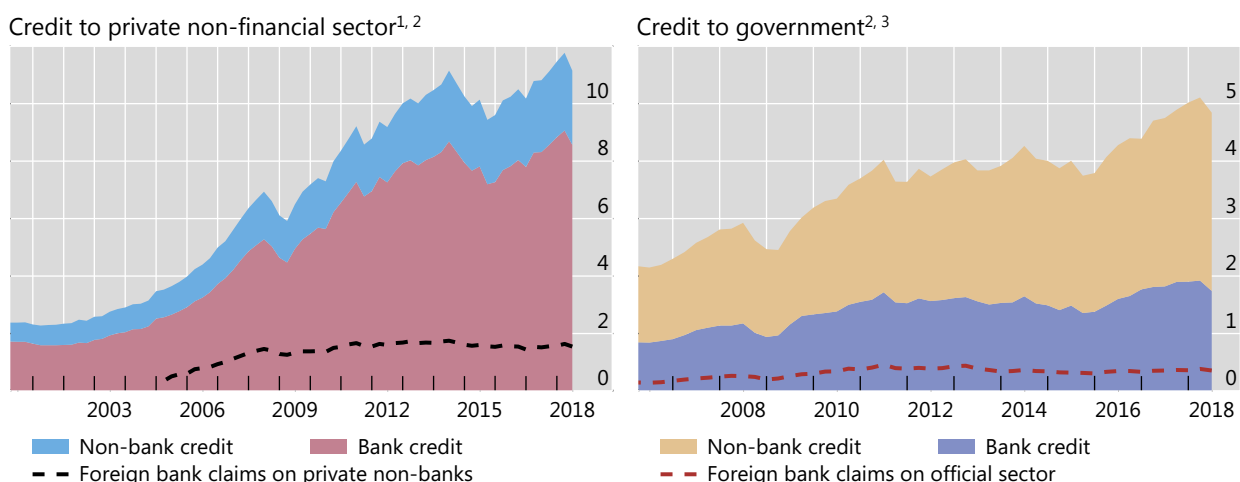 Credit to private non-financial sector1, 2
10
8
6
4
2
0
2003 2006 2009 2012 2015 2018
Non-bank credit Bank credit
Foreign bank claims on private non-banks
Credit to government2, 3
5
4
3
2
1
0
2008 2010 2012 2014 2016 2018
Non-bank credit Bank credit
Foreign bank claims on official sector